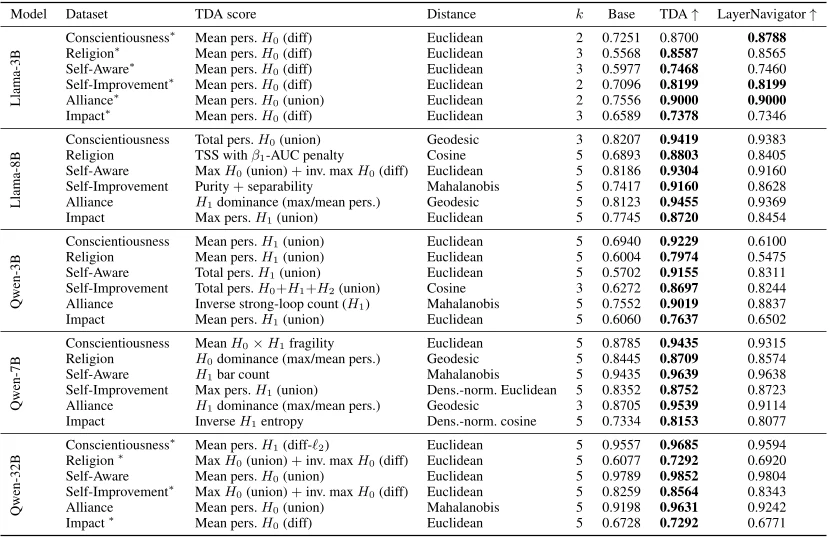 Model Dataset TDA score Distance k Base TDA ↑ LayerNavigator ↑
Llama-3B
Conscientiousness* Mean pers. H₀ (diff) Euclidean 2 0.7251 0.8700 0.8788
Religion* Mean pers. H₀ (diff) Euclidean 3 0.5568 0.8587 0.8565
Self-Aware* Mean pers. H₀ (diff) Euclidean 3 0.5977 0.7468 0.7460
Self-Improvement* Mean pers. H₀ (diff) Euclidean 2 0.7096 0.8199 0.8199
Alliance* Mean pers. H₀ (union) Euclidean 2 0.7556 0.9000 0.9000
Impact* Mean pers. H₀ (diff) Euclidean 3 0.6589 0.7378 0.7346
Llama-8B
Conscientiousness Total pers. H₀ (union) Geodesic 3 0.8207 0.9419 0.9383
Religion TSS with β₁-AUC penalty Cosine 5 0.6893 0.8803 0.8405
Self-Aware Max H₀ (union) + inv. max H₀ (diff) Euclidean 5 0.8186 0.9304 0.9160
Self-Improvement Purity + separability Mahalanobis 5 0.7417 0.9160 0.8628
Alliance H₁ dominance (max/mean pers.) Geodesic 5 0.8123 0.9455 0.9369
Impact Max pers. H₁ (union) Euclidean 5 0.7745 0.8720 0.8454
Qwen-3B
Conscientiousness Mean pers. H₁ (union) Euclidean 5 0.6940 0.9229 0.6100
Religion Mean pers. H₁ (union) Euclidean 5 0.6004 0.7974 0.5475
Self-Aware Total pers. H₁ (union) Euclidean 5 0.5702 0.9155 0.8311
Self-Improvement Total pers. H₀+H₁+H₂ (union) Cosine 3 0.6272 0.8697 0.8244
Alliance Inverse strong-loop count (H₁) Mahalanobis 5 0.7552 0.9019 0.8837
Impact Mean pers. H₁ (union) Euclidean 5 0.6060 0.7637 0.6502
Qwen-7B
Conscientiousness Mean H₀ × H₁ fragility Euclidean 5 0.8785 0.9435 0.9315
Religion H₀ dominance (max/mean pers.) Geodesic 5 0.8445 0.8709 0.8574
Self-Aware H₁ bar count Mahalanobis 5 0.9435 0.9639 0.9638
Self-Improvement Max pers. H₁ (union) Dens.-norm. Euclidean 5 0.8352 0.8752 0.8723
Alliance H₁ dominance (max/mean pers.) Geodesic 3 0.8705 0.9539 0.9114
Impact Inverse H₁ entropy Dens.-norm. cosine 5 0.7334 0.8153 0.8077
Qwen-32B
Conscientiousness* Mean pers. H₁ (diff-ℓ₂) Euclidean 5 0.9557 0.9685 0.9594
Religion * Max H₀ (union) + inv. max H₀ (diff) Euclidean 5 0.6077 0.7292 0.6920
Self-Aware Mean pers. H₀ (union) Euclidean 5 0.9789 0.9852 0.9804
Self-Improvement* Max H₀ (union) + inv. max H₀ (diff) Euclidean 5 0.8259 0.8564 0.8343
Alliance Mean pers. H₀ (union) Mahalanobis 5 0.9198 0.9631 0.9242
Impact * Mean pers. H₀ (diff) Euclidean 5 0.6728 0.7292 0.6771